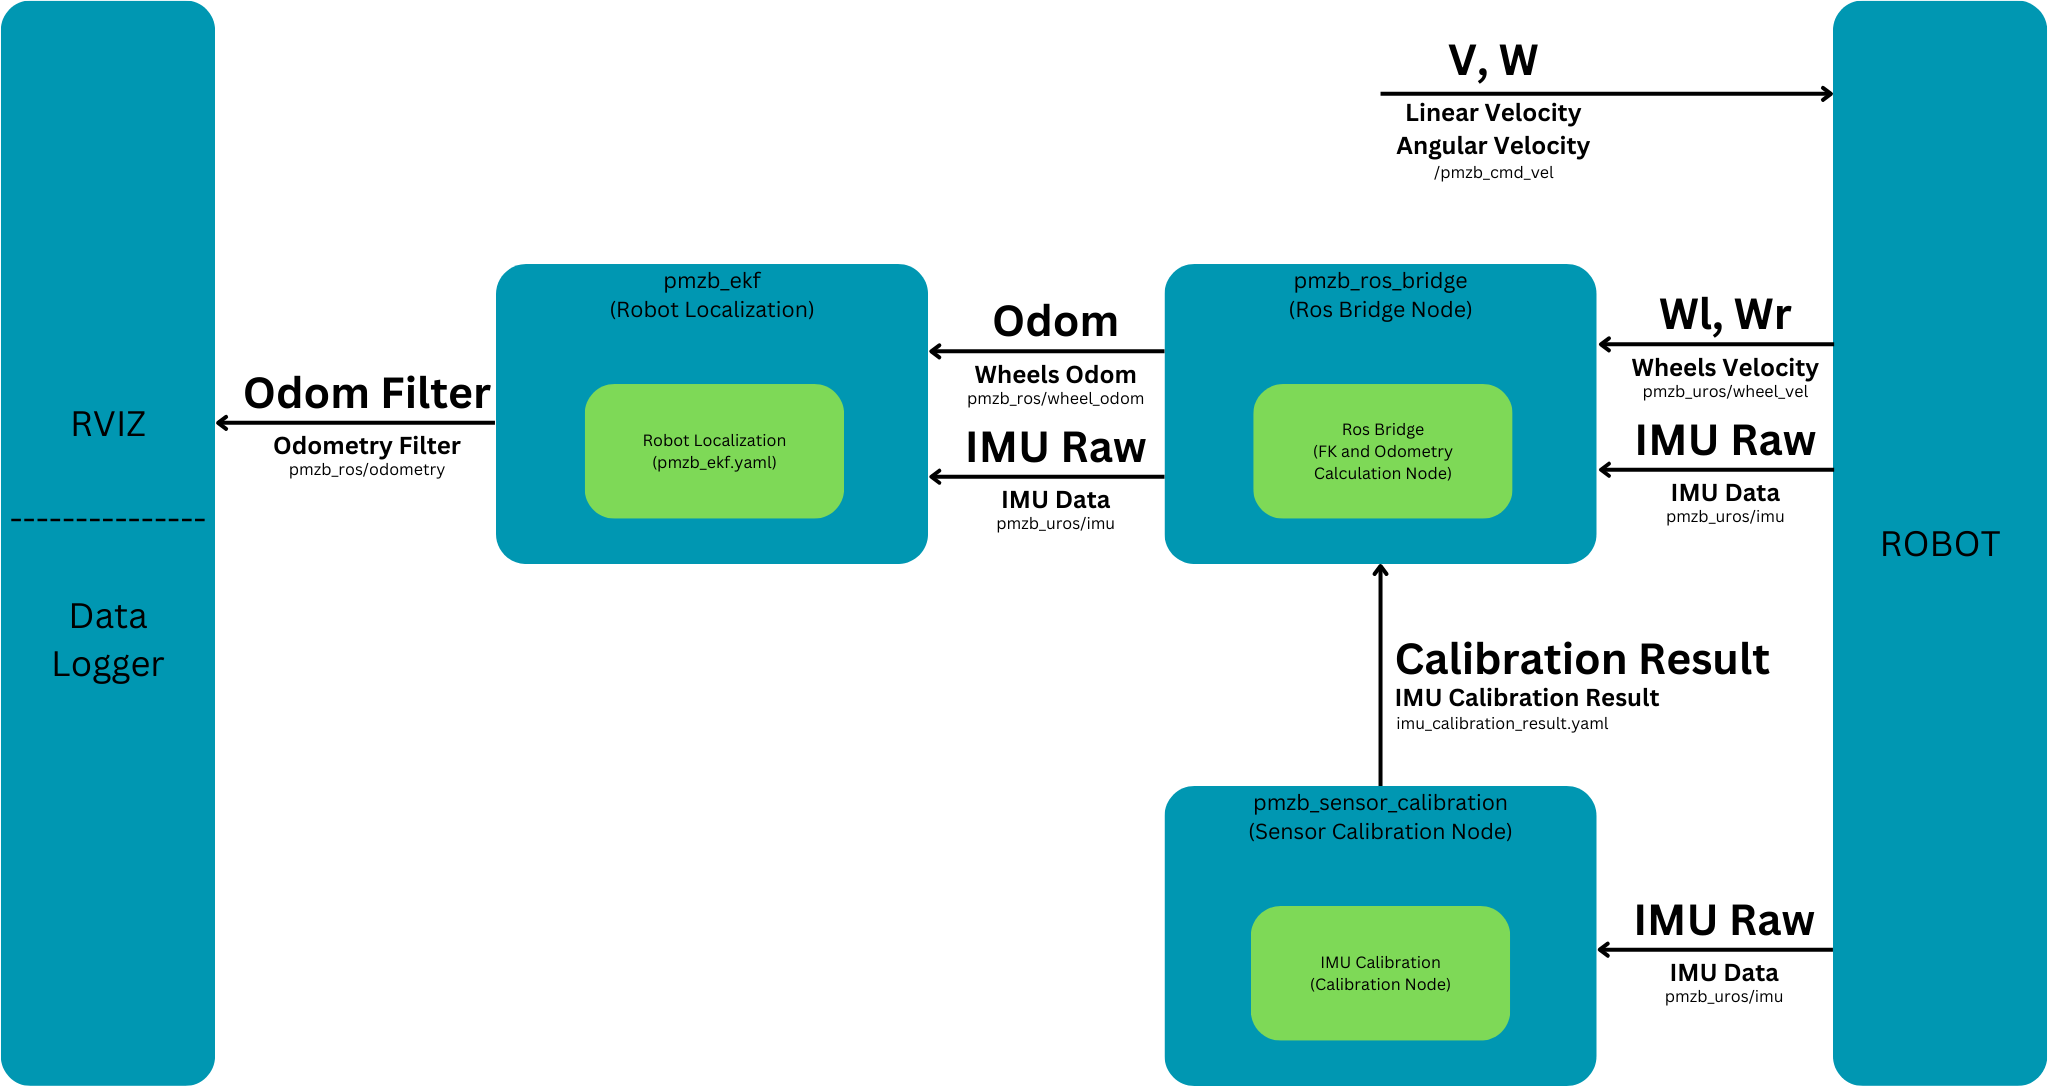 V, W
Linear Velocity
Angular Velocity
/pmzb_cmd_vel
RVIZ
Data
Logger
Odom Filter
Odometry Filter
pmzb_ros/odometry
pmzb_ekf
(Robot Localization)
Robot Localization
(pmzb_ekf.yaml)
Odom
Wheels Odom
pmzb_ros/wheel_odom
IMU Raw
IMU Data
pmzb_uros/imu
pmzb_ros_bridge
(Ros Bridge Node)
Ros Bridge
(FK and Odometry
Calculation Node)
Wl, Wr
Wheels Velocity
pmzb_uros/wheel_vel
IMU Raw
IMU Data
pmzb_uros/imu
ROBOT
Calibration Result
IMU Calibration Result
imu_calibration_result.yaml
pmzb_sensor_calibration
(Sensor Calibration Node)
IMU Calibration
(Calibration Node)
IMU Raw
IMU Data
pmzb_uros/imu